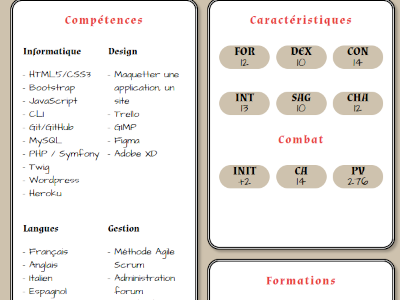 Compétences
Informatique
- HTML5/CSS3
- Bootstrap
- JavaScript
- CLI
- Git/GitHub
- MySQL
- PHP / Symfony
- Twig
- Wordpress
- Heroku
Design
- Maquetter une
application, un
site
- Trello
- GIMP
- Figma
- Adobe XD
Langues
- Français
- Anglais
- Italien
- Espagnol
Gestion
- Méthode Agile
Scrum
- Administration
forum
Caractéristiques
FOR DEX CON
12 10 14
INT SAG CHA
13 10 12
Combat
INIT CA PV
+2 14 276
Formations